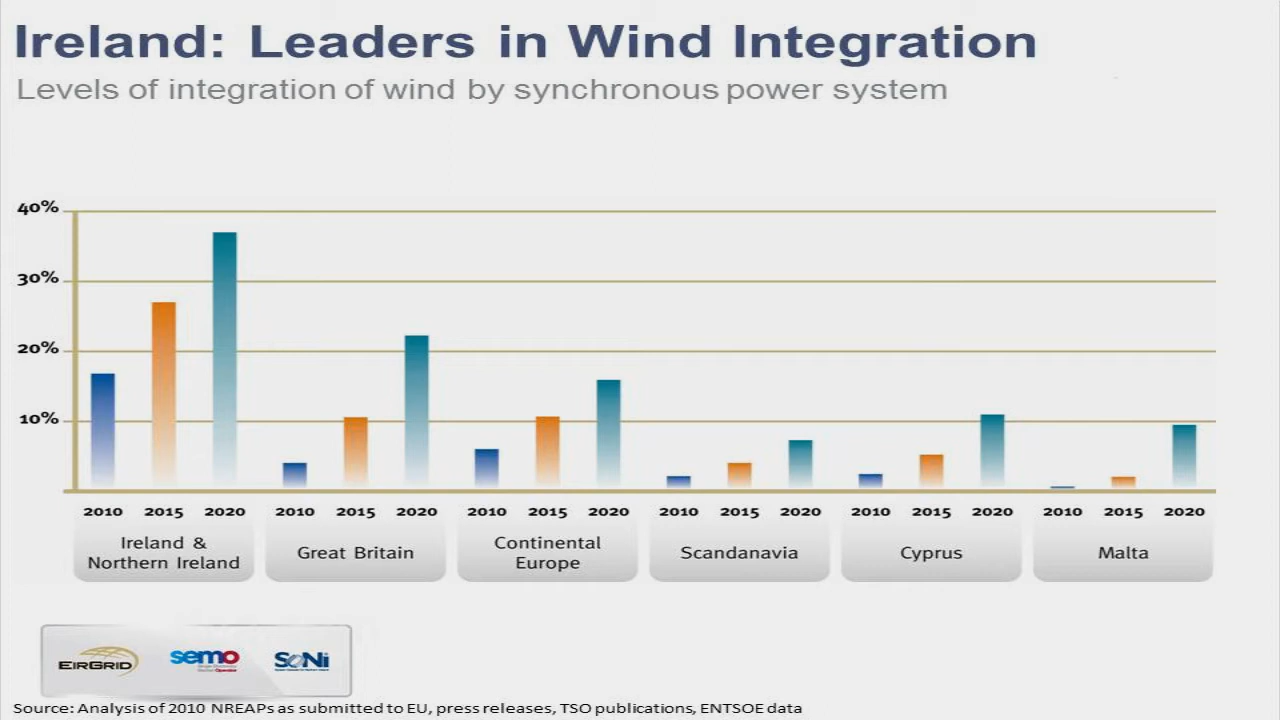 Ireland: Leaders in Wind Integration
Levels of integration of wind by synchronous power system
40%
30%
20%
10%
2010 2015 2020 2010 2015 2020 2010 2015 2020 2010 2015 2020 2010 2015 2020 2010 2015 2020
Ireland &
Northern Ireland
Great Britain
Continental
Europe
Scandanavia
Cyprus
Malta
EIRGRID
semo
SONi
Source: Analysis of 2010 NREAPs as submitted to EU, press releases, TSO publications, ENTSOE data